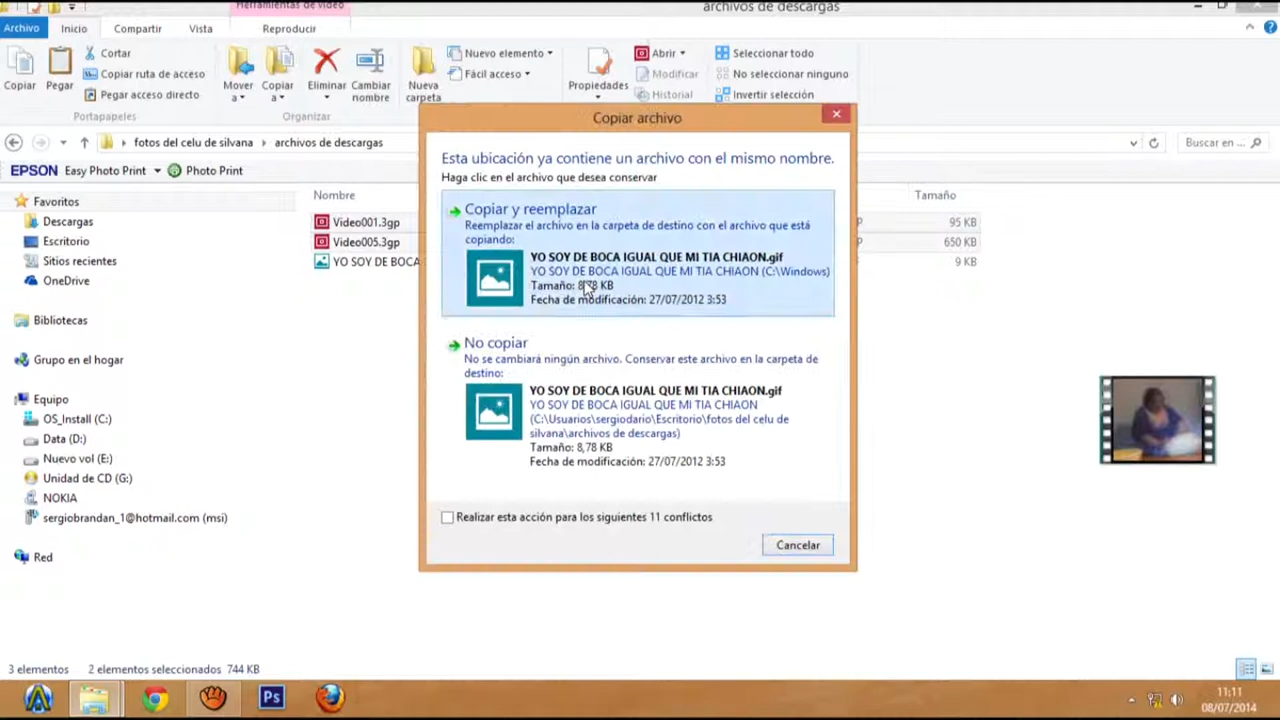 Herramientas de vídeo
archivos de descargas
Archivo
Inicio
Compartir
Vista
Reproducir
Copiar
Pegar
Cortar
Copiar ruta de acceso
Pegar acceso directo
Portapapeles
Mover a
Copiar a
Eliminar
Cambiar nombre
Organizar
Nueva carpeta
Nuevo elemento
Fácil acceso
Propiedades
Abrir
Modificar
Historial
Seleccionar todo
No seleccionar ninguno
Invertir selección
fotos del celu de silvana
archivos de descargas
Buscar en ...
EPSON Easy Photo Print
Photo Print
Favoritos
Descargas
Escritorio
Sitios recientes
OneDrive
Bibliotecas
Grupo en el hogar
Equipo
OS_Install (C:)
Data (D:)
Nuevo vol (E:)
Unidad de CD (G:)
NOKIA
sergiobrandan_1@hotmail.com (msi)
Red
Nombre
Tamaño
Video001.3gp
95 KB
Video005.3gp
650 KB
YO SOY DE BOCA
9 KB
Copiar archivo
Esta ubicación ya contiene un archivo con el mismo nombre.
Haga clic en el archivo que desea conservar
Copiar y reemplazar
Reemplazar el archivo en la carpeta de destino con el archivo que está
copiando:
YO SOY DE BOCA IGUAL QUE MI TIA CHIAON.gif
YO SOY DE BOCA IGUAL QUE MI TIA CHIAON (C:\Windows)
Tamaño: 8,78 KB
Fecha de modificación: 27/07/2012 3:53
No copiar
No se cambiará ningún archivo. Conservar este archivo en la carpeta de
destino:
YO SOY DE BOCA IGUAL QUE MI TIA CHIAON.gif
YO SOY DE BOCA IGUAL QUE MI TIA CHIAON
(C:\Usuarios\sergiodario\Escritorio\fotos del celu de
silvana\archivos de descargas)
Tamaño: 8,78 KB
Fecha de modificación: 27/07/2012 3:53
Realizar esta acción para los siguientes 11 conflictos
Cancelar
3 elementos
2 elementos seleccionados 744 KB
Ps
11:11
08/07/2014